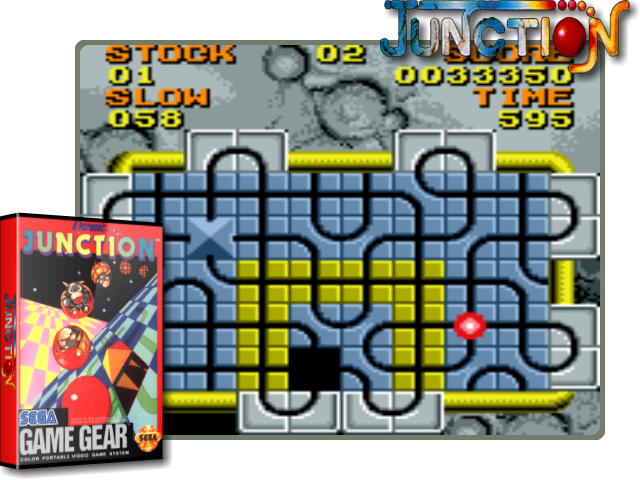 JUNCTION
STOCK 02 SCORE
01 0033350
SLOW TIME
058 595
JUNCTION
JUNCTION
SEGA
GAME GEAR
SEGA
COLOR PORTABLE VIDEO GAME SYSTEM